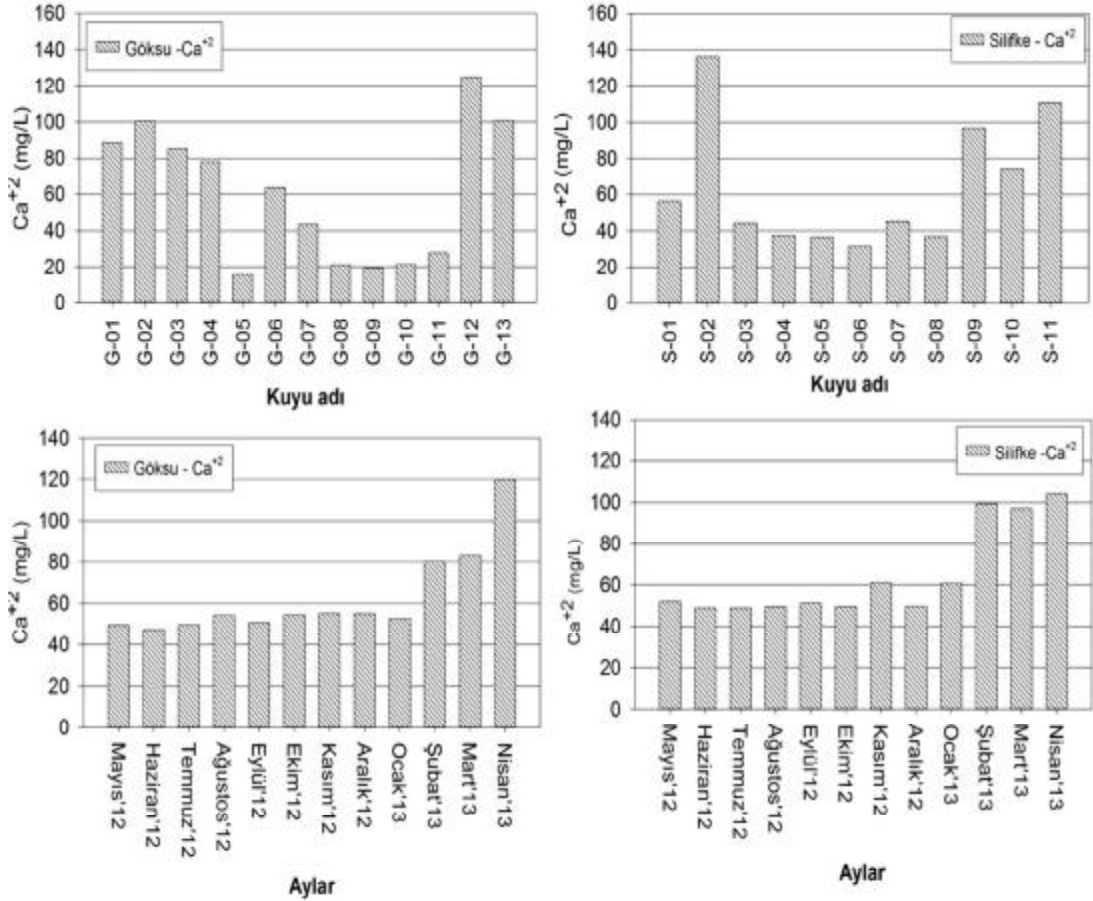 Göksu -Ca+2
Ca+2 (mg/L)
160
140
120
100
80
60
40
20
0
G-01
G-02
G-03
G-04
G-05
G-06
G-07
G-08
G-09
G-10
G-11
G-12
G-13
Kuyu adı
Silifke - Ca+2
Ca+2 (mg/L)
160
140
120
100
80
60
40
20
0
S-01
S-02
S-03
S-04
S-05
S-06
S-07
S-08
S-09
S-10
S-11
Kuyu adı
Göksu - Ca+2
Ca+2 (mg/L)
140
120
100
80
60
40
20
0
Mayıs'12
Haziran'12
Temmuz'12
Ağustos'12
Eylül'12
Ekim'12
Kasım'12
Aralık'12
Ocak'13
Şubat'13
Mart'13
Nisan'13
Aylar
Silifke -Ca+2
Ca+2 (mg/L)
140
120
100
80
60
40
20
0
Mayıs'12
Haziran'12
Temmuz'12
Ağustos'12
Eylül'12
Ekim'12
Kasım'12
Aralık'12
Ocak'13
Şubat'13
Mart'13
Nisan'13
Aylar